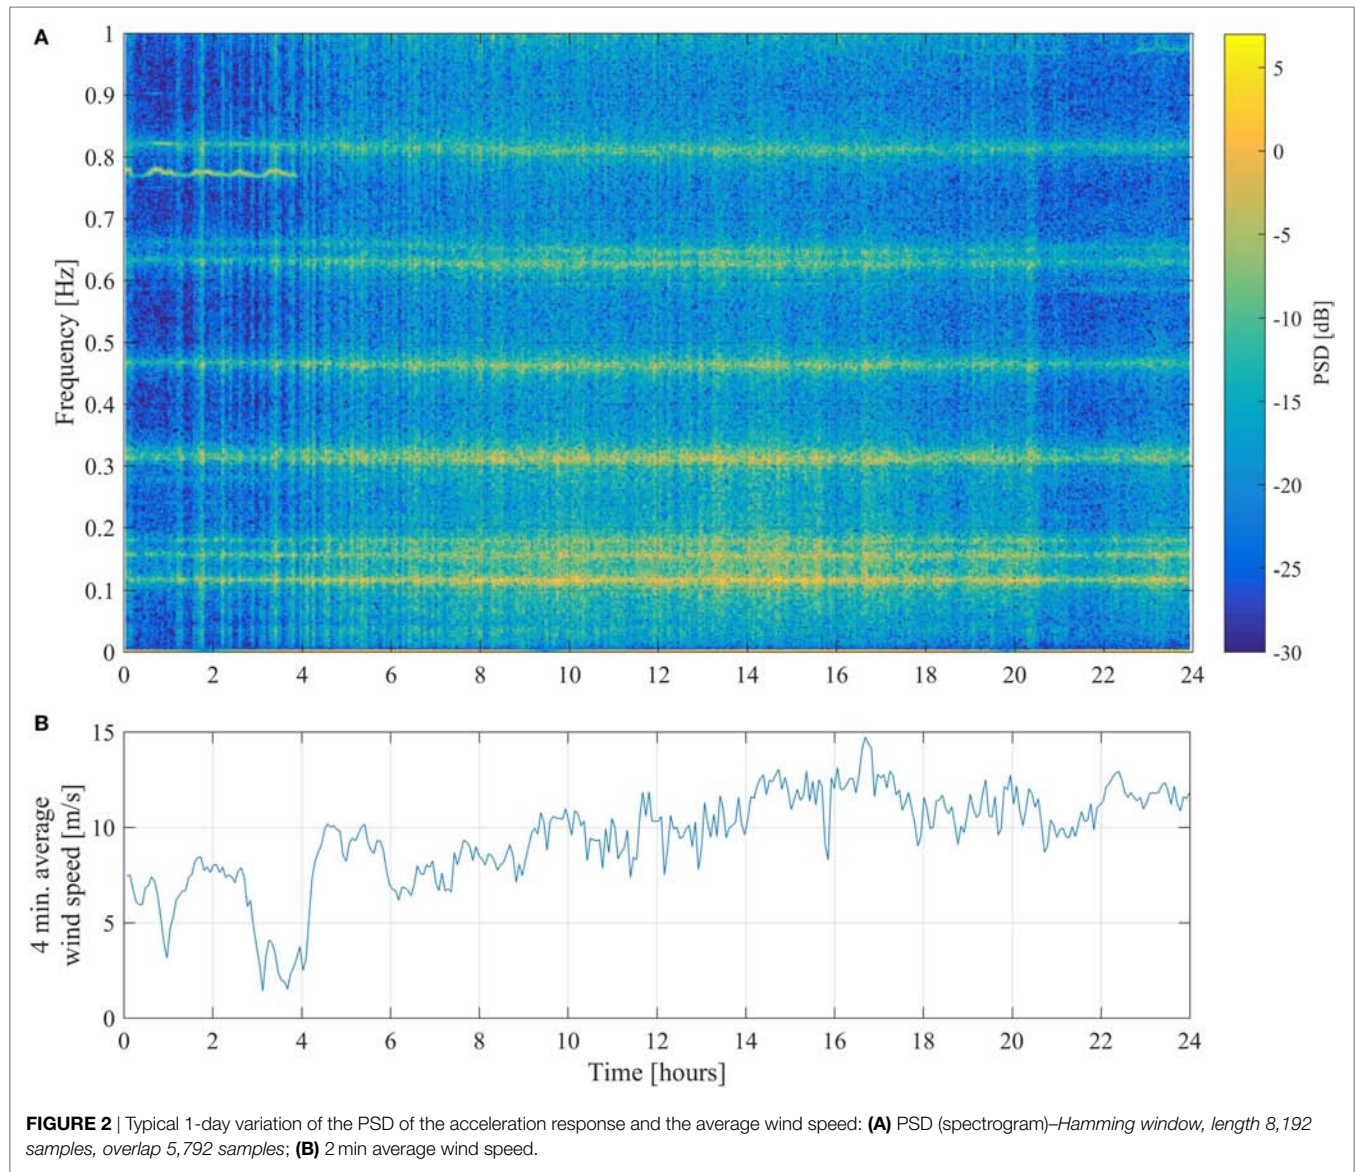 A
1
0.9
0.8
0.7
0.6
0.5
0.4
0.3
0.2
0.1
0
Frequency [Hz]
0 2 4 6 8 10 12 14 16 18 20 22 24
5
0
-5
-10
-15
-20
-25
-30
PSD [dB]
B
15
10
5
0
4 min. average
wind speed [m/s]
0 2 4 6 8 10 12 14 16 18 20 22 24
Time [hours]
FIGURE 2 | Typical 1-day variation of the PSD of the acceleration response and the average wind speed: (A) PSD (spectrogram)–Hamming window, length 8,192
samples, overlap 5,792 samples; (B) 2 min average wind speed.